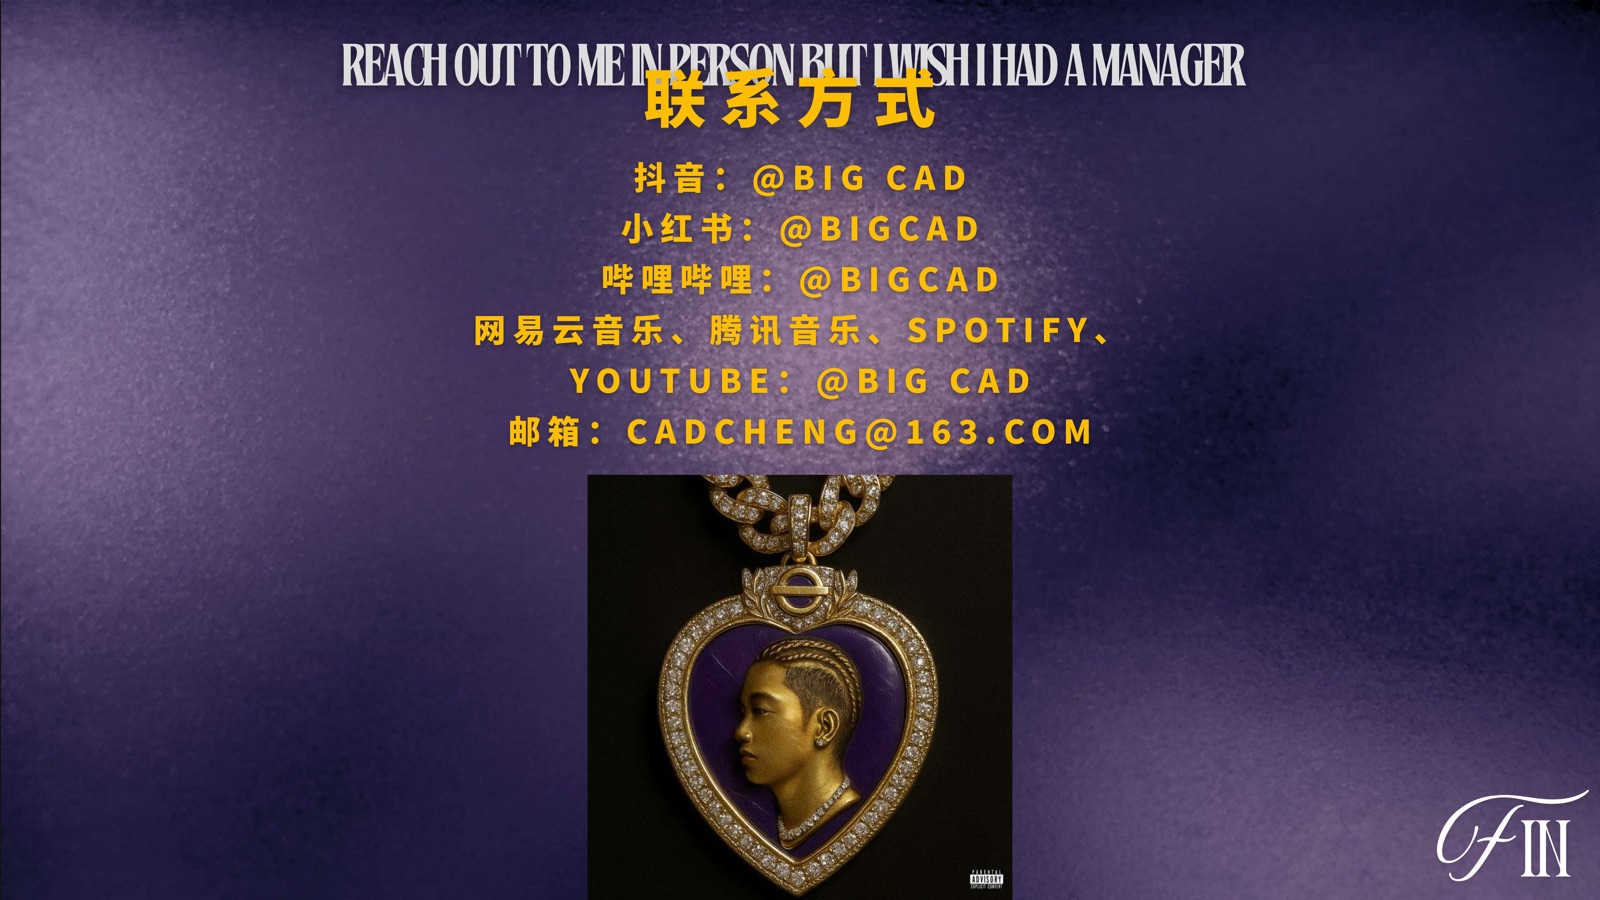 REACH OUT TO ME IN PERSON BUT I WISH I HAD A MANAGER
联系方式
抖音：@BIG CAD
小红书：@BIGCAD
哔哩哔哩：@BIGCAD
网易云音乐、腾讯音乐、SPOTIFY、
YOUTUBE：@BIG CAD
邮箱：CADCHENG@163.COM
PARENTAL
ADVISORY
EXPLICIT CONTENT
FIN